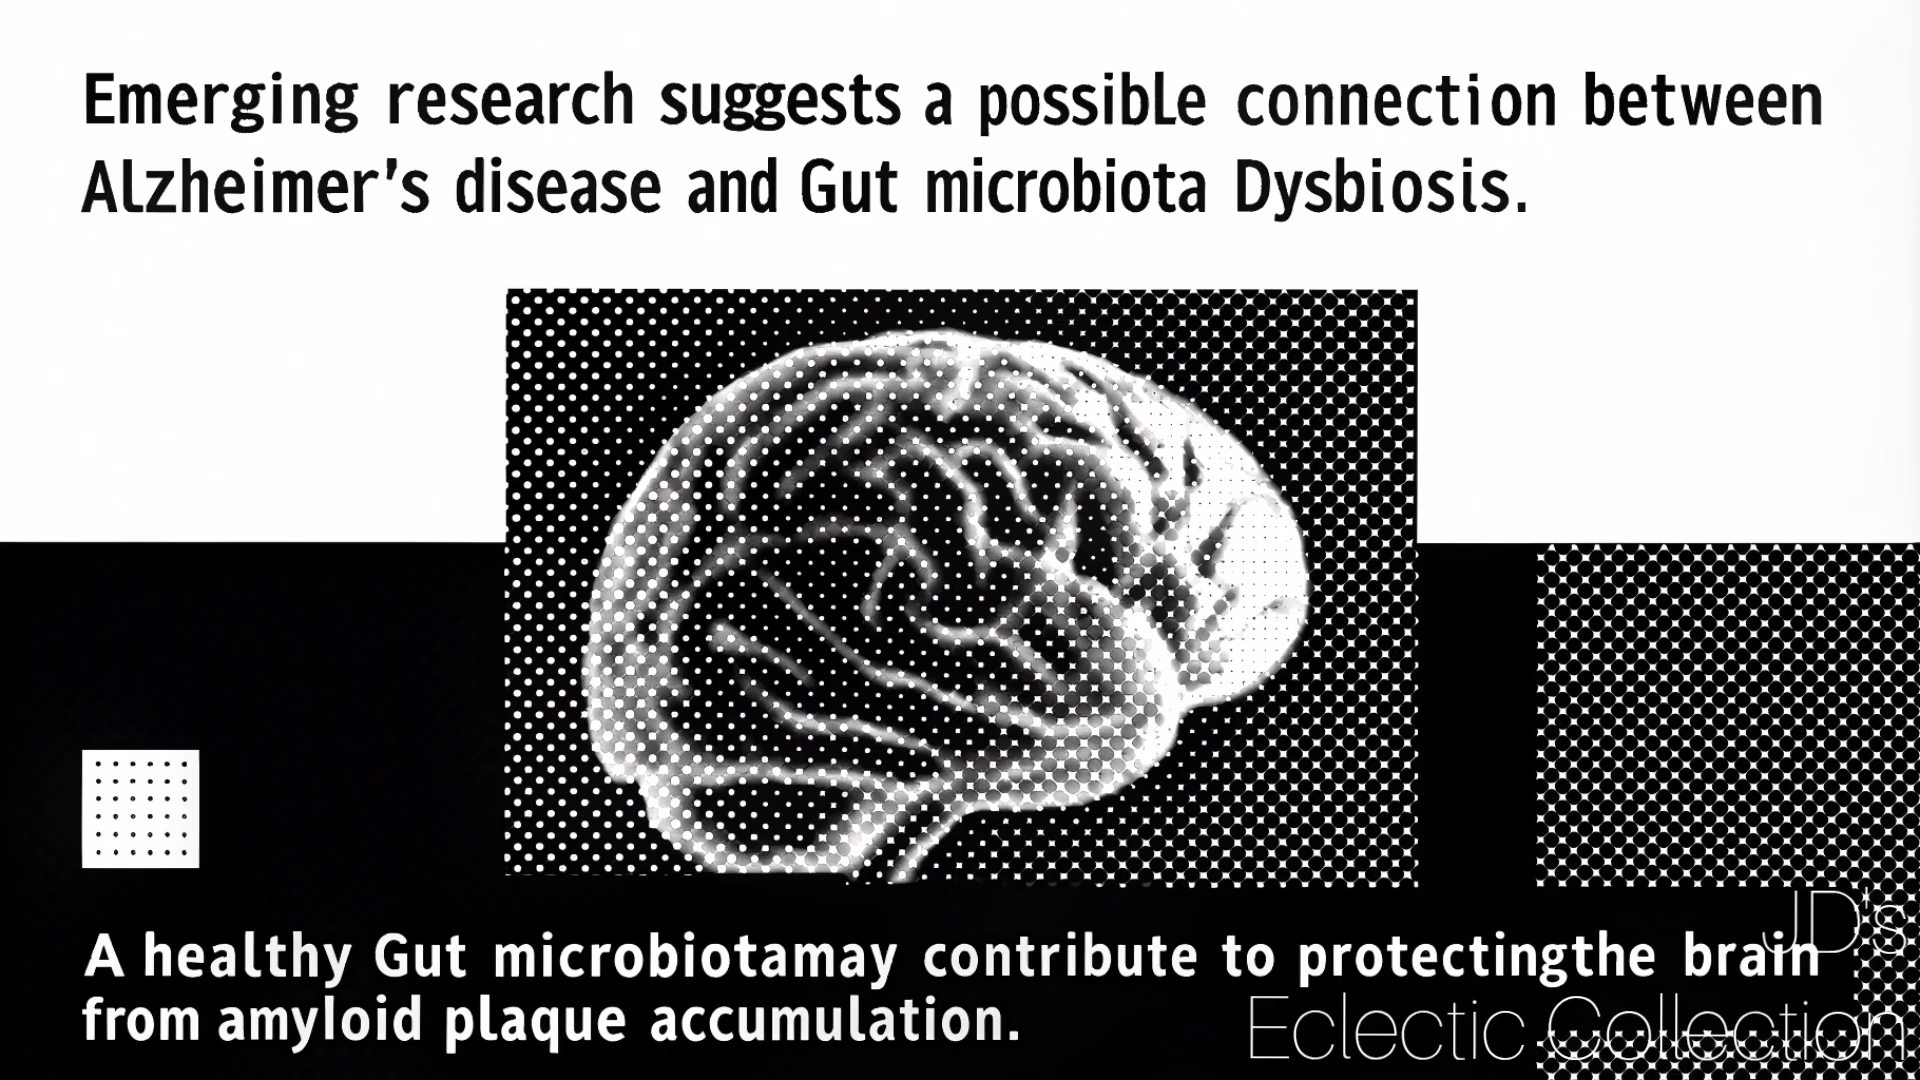 Emerging research suggests a possible connection between
Alzheimer's disease and Gut microbiota Dysbiosis.
A healthy Gut microbiotamay contribute to protectingthe brain
from amyloid plaque accumulation.
JD's
Eclectic Collection